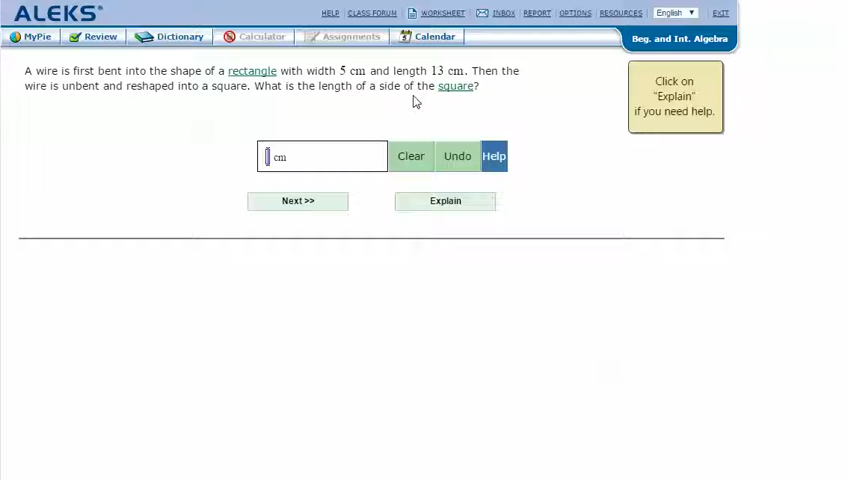 ALEKS®
HELP | CLASS FORUM | WORKSHEET INBOX | REPORT | OPTIONS | RESOURCES English ▼ EXIT
MyPie Review Dictionary Calculator Assignments Calendar Beg. and Int. Algebra
A wire is first bent into the shape of a rectangle with width 5 cm and length 13 cm. Then the
wire is unbent and reshaped into a square. What is the length of a side of the square?
Click on
"Explain"
if you need help.
cm Clear Undo Help
Next >> Explain